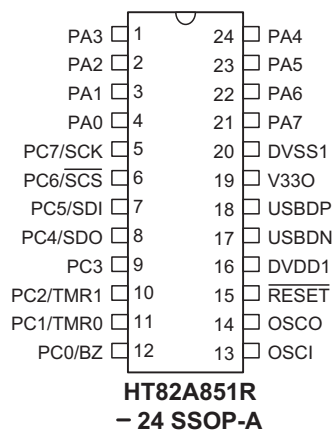 PA3 1 24 PA4
PA2 2 23 PA5
PA1 3 22 PA6
PA0 4 21 PA7
PC7/SCK 5 20 DVSS1
PC6/SCS 6 19 V33O
PC5/SDI 7 18 USBDP
PC4/SDO 8 17 USBDN
PC3 9 16 DVDD1
PC2/TMR1 10 15 RESET
PC1/TMR0 11 14 OSCO
PC0/BZ 12 13 OSCI
HT82A851R
– 24 SSOP-A